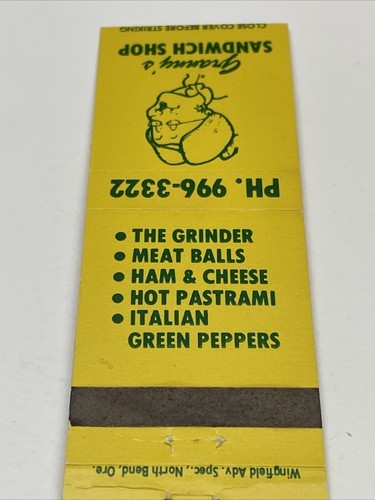 CLOSE COVER BEFORE STRIKING
Granny's
SANDWICH SHOP
PH. 996-3322
• THE GRINDER
• MEAT BALLS
• HAM & CHEESE
• HOT PASTRAMI
• ITALIAN
GREEN PEPPERS
Wingfield Adv. Spec., North Bend, Ore.